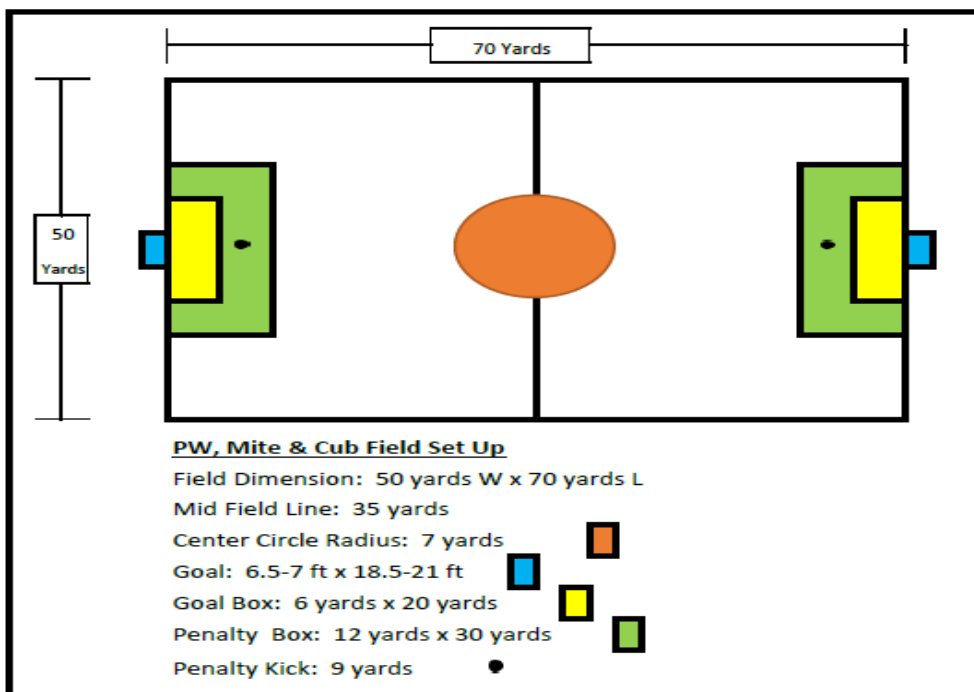 70 Yards
50
Yards
PW, Mite & Cub Field Set Up
Field Dimension: 50 yards W x 70 yards L
Mid Field Line: 35 yards
Center Circle Radius: 7 yards
Goal: 6.5-7 ft x 18.5-21 ft
Goal Box: 6 yards x 20 yards
Penalty Box: 12 yards x 30 yards
Penalty Kick: 9 yards